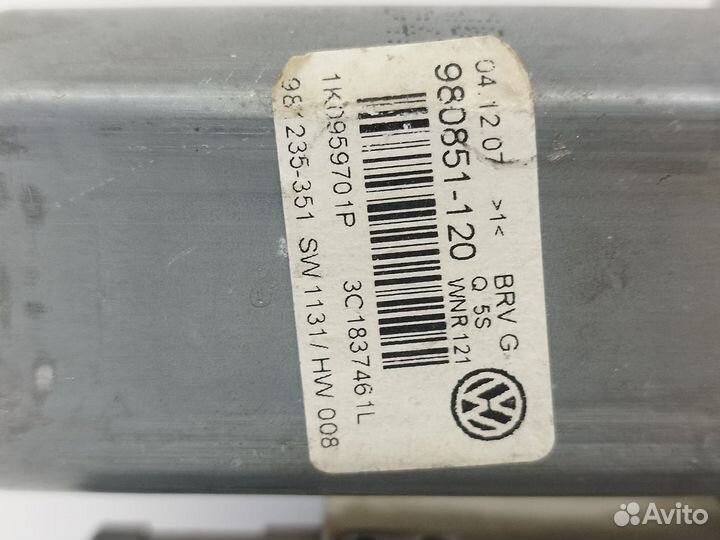 04.12.07 >1< BRV G
Q 5S
980851-120 WNR 121
1K0959701P 3C1837461L
235-351 SW 1131/HW 008
Avito